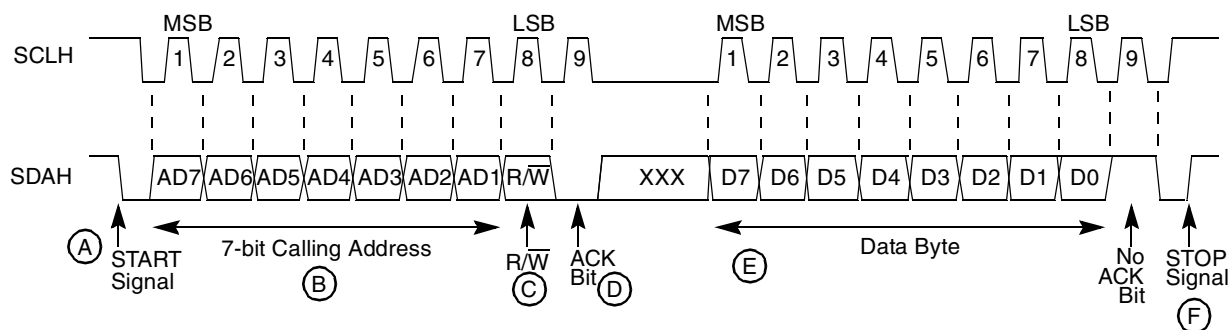 MSB LSB MSB LSB
SCLH 1 2 3 4 5 6 7 8 9 1 2 3 4 5 6 7 8 9
SDAH AD7 AD6 AD5 AD4 AD3 AD2 AD1 R/W̅ XXX D7 D6 D5 D4 D3 D2 D1 D0
A
START
Signal
7-bit Calling Address
B
R/W̅
C
ACK
Bit
D
E
Data Byte
No
ACK
Bit
STOP
Signal
F